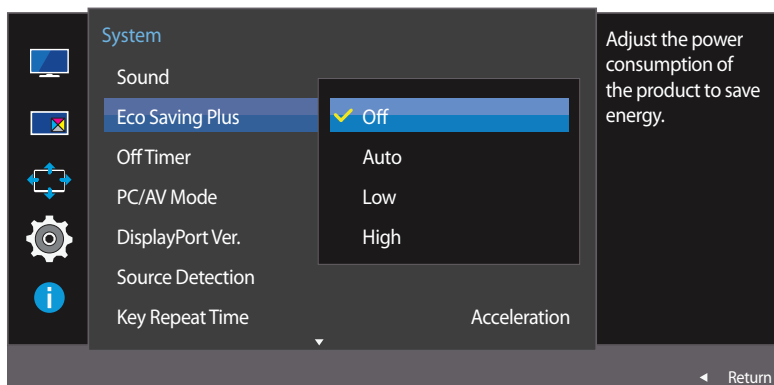 System
Sound
Eco Saving Plus
Off
Off Timer
Auto
PC/AV Mode
Low
DisplayPort Ver.
High
Source Detection
Key Repeat Time
Acceleration
Adjust the power
consumption of
the product to save
energy.
Return